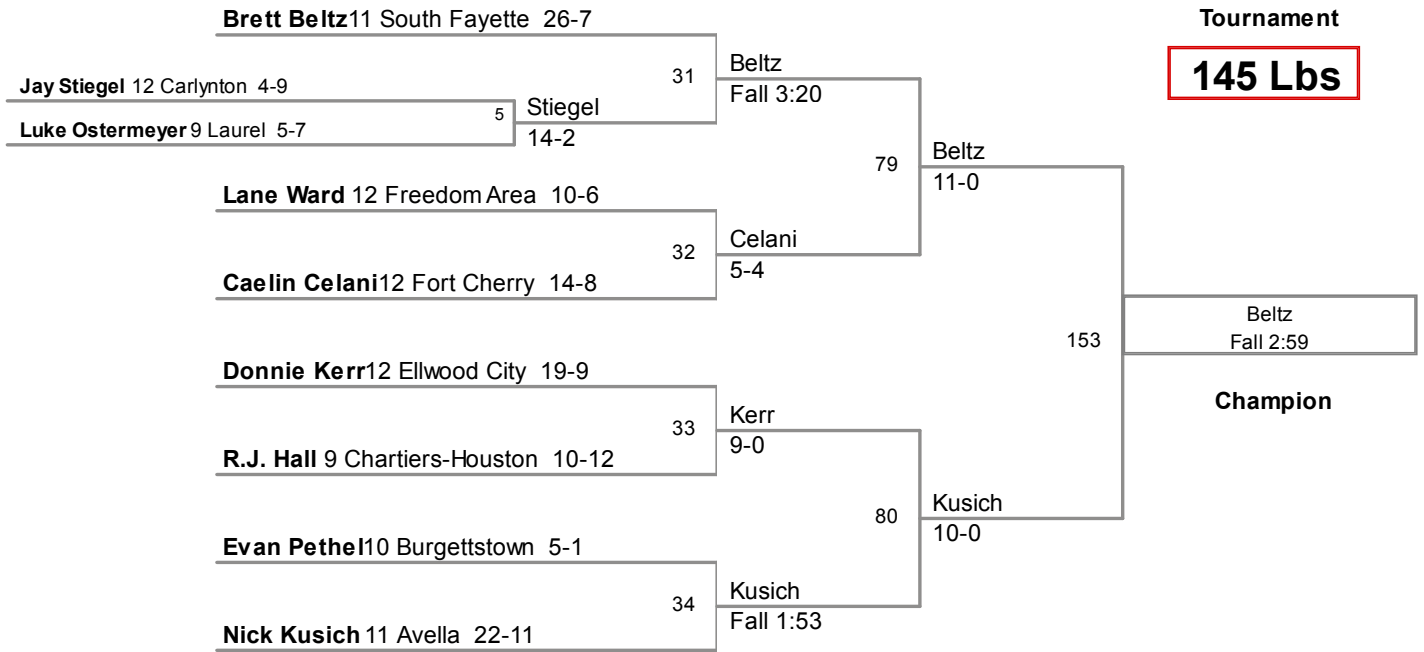 Brett Beltz 11 South Fayette 26-7
Tournament
145 Lbs
Jay Stiegel 12 Carlynton 4-9
Luke Ostermeyer 9 Laurel 5-7
5
Stiegel
14-2
31
Beltz
Fall 3:20
Lane Ward 12 Freedom Area 10-6
Caelin Celani 12 Fort Cherry 14-8
32
Celani
5-4
79
Beltz
11-0
Donnie Kerr 12 Ellwood City 19-9
R.J. Hall 9 Chartiers-Houston 10-12
33
Kerr
9-0
Evan Pethel 10 Burgettstown 5-1
Nick Kusich 11 Avella 22-11
34
Kusich
Fall 1:53
80
Kusich
10-0
153
Beltz
Fall 2:59
Champion